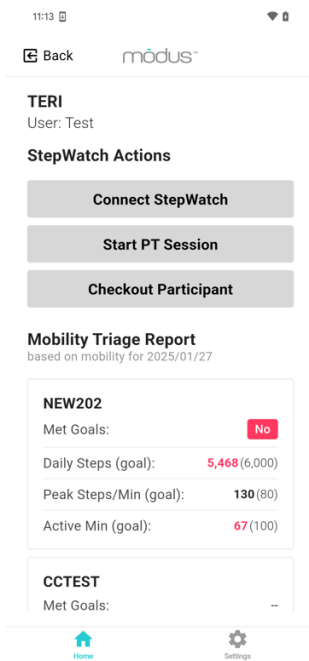 11:13
Back
mōdus™
TERI
User: Test
StepWatch Actions
Connect StepWatch
Start PT Session
Checkout Participant
Mobility Triage Report
based on mobility for 2025/01/27
NEW202
Met Goals: No
Daily Steps (goal): 5,468 (6,000)
Peak Steps/Min (goal): 130 (80)
Active Min (goal): 67 (100)
CCTEST
Met Goals: --
Home Settings